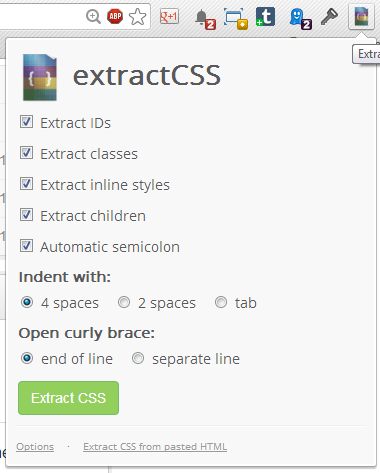 ABP
g+1
2
2
t
Extra
extractCSS
Extract IDs
Extract classes
Extract inline styles
Extract children
Automatic semicolon
Indent with:
4 spaces 2 spaces tab
Open curly brace:
end of line separate line
Extract CSS
Options · Extract CSS from pasted HTML